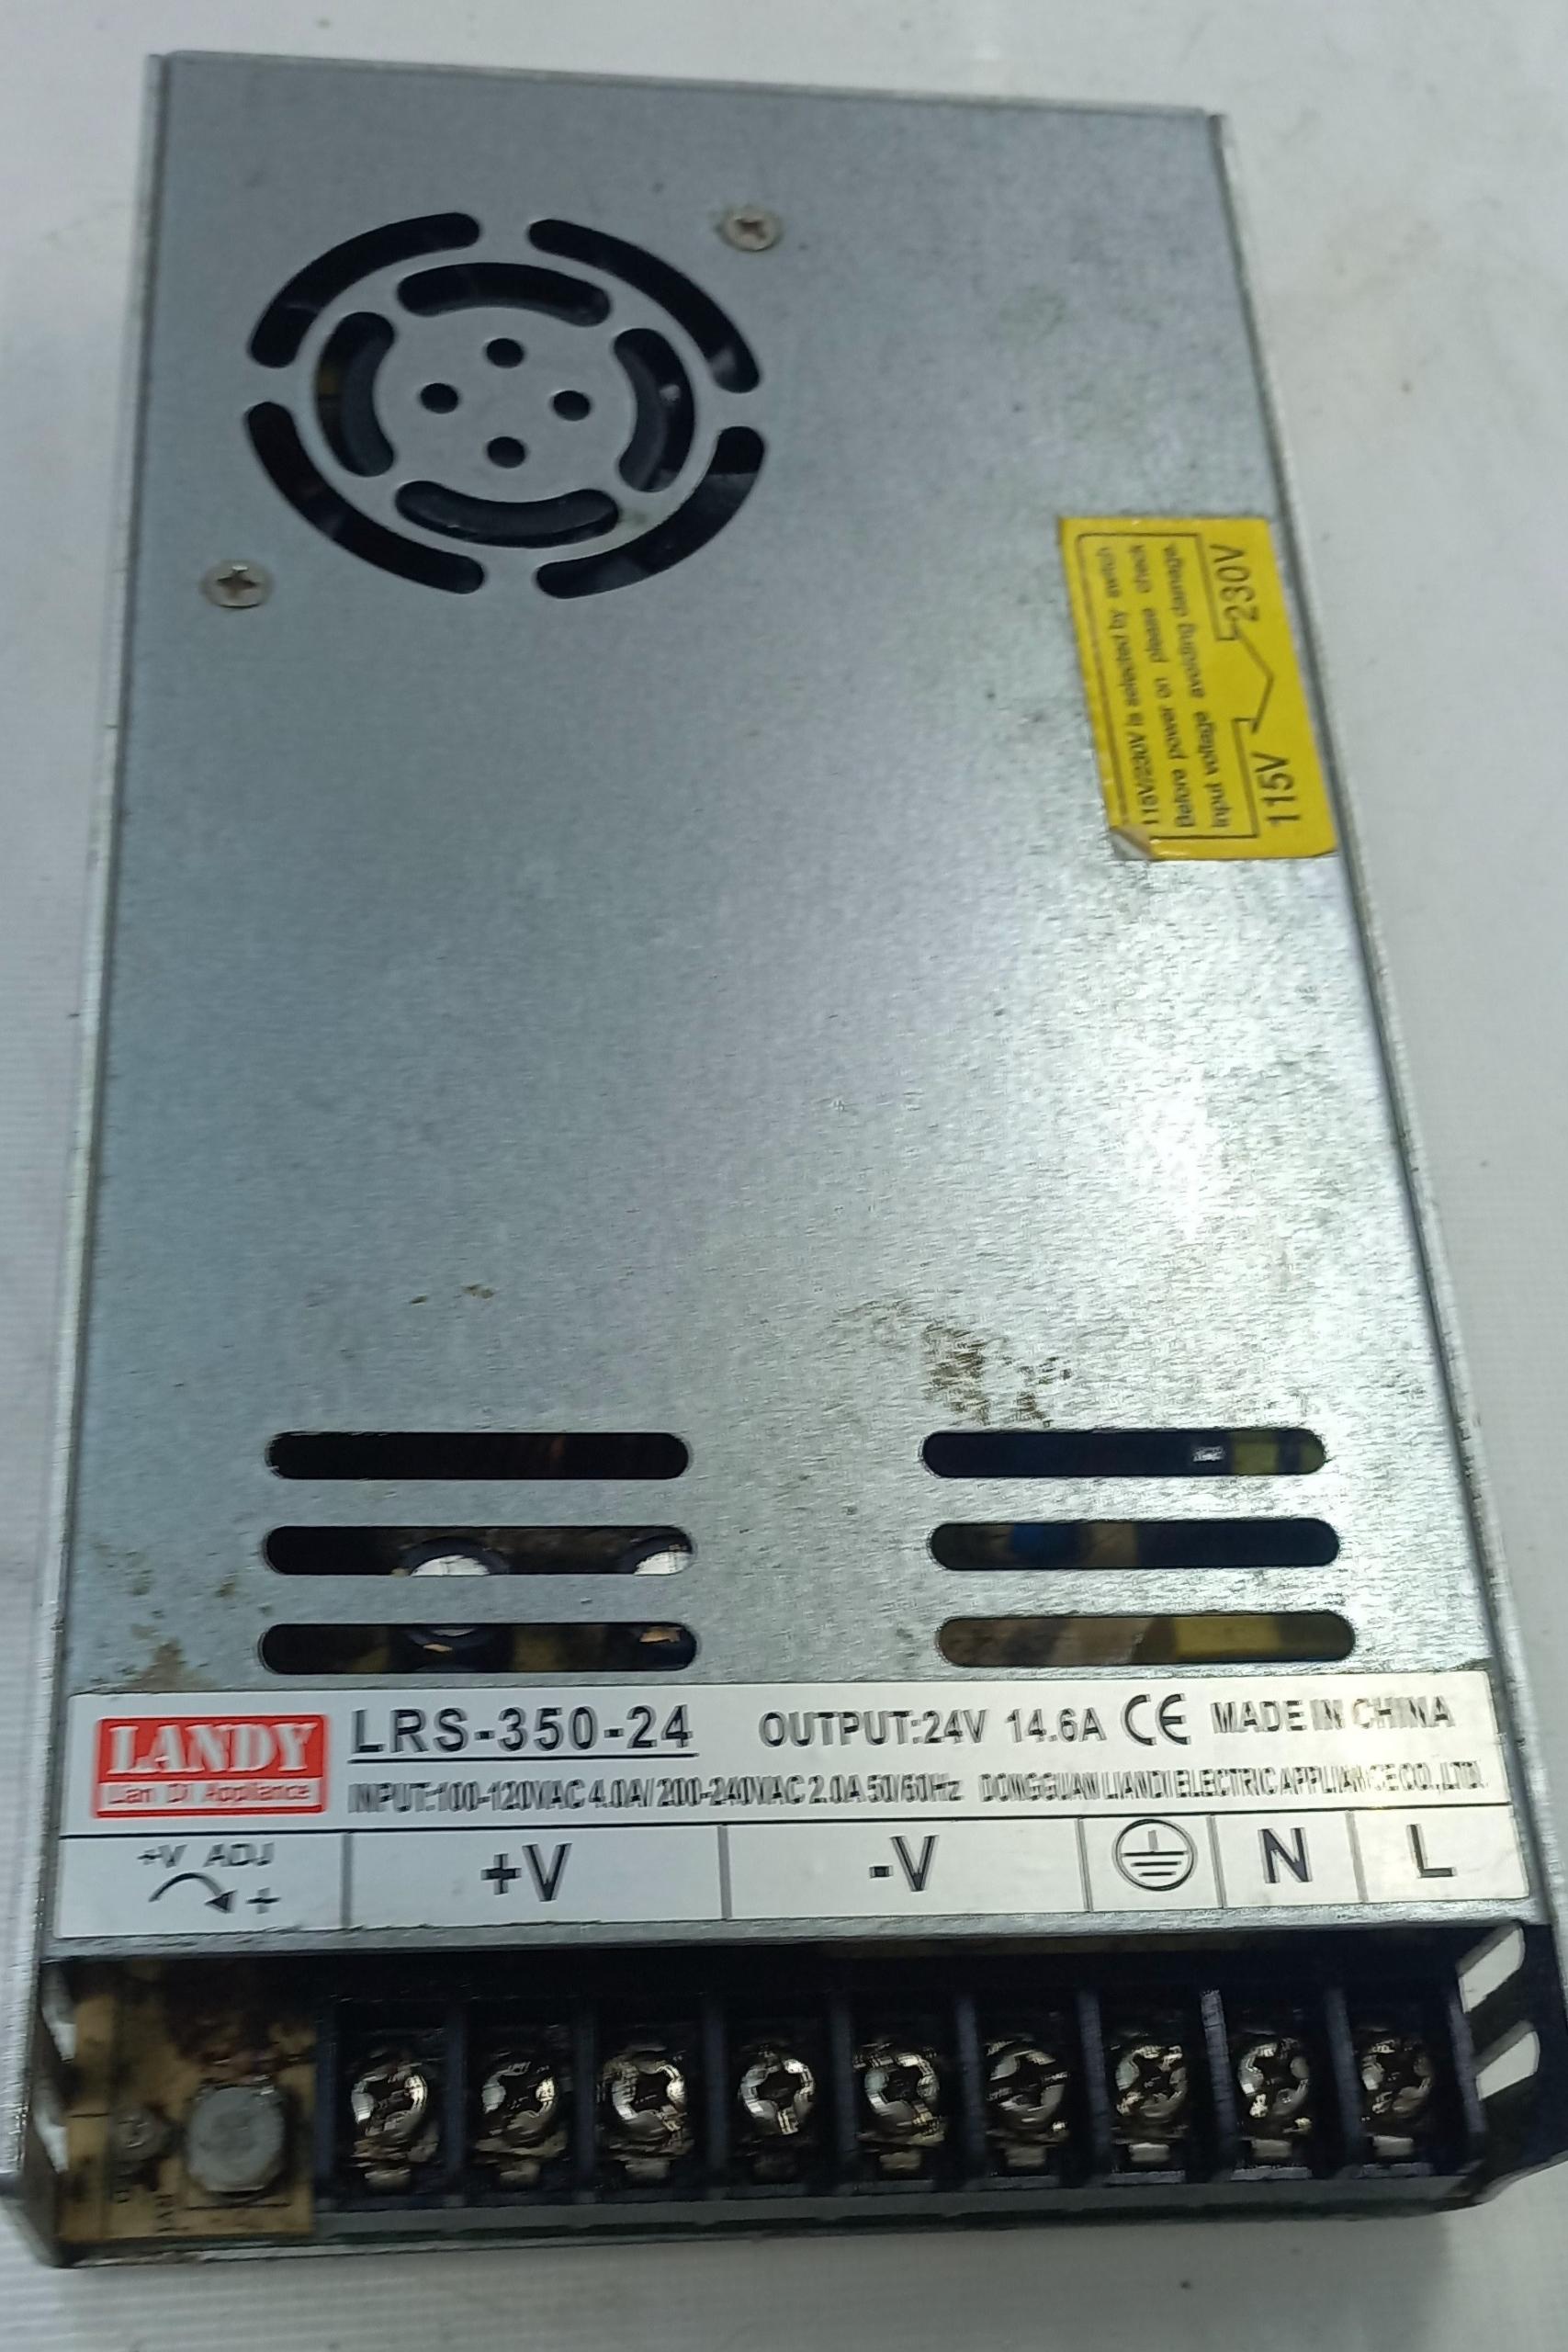 115V/230V is selected by switch
Before power on please check
Input voltage avoiding damage.
115V 230V
LANDY
Lan Di Appliance
LRS-350-24
OUTPUT:24V 14.6A CE MADE IN CHINA
INPUT:100-120VAC 4.0A/200-240VAC 2.0A 50/60Hz DONGGUAN LIANDI ELECTRIC APPLIANCE CO.,LTD.
+V ADJ
+
+V
-V
N
L